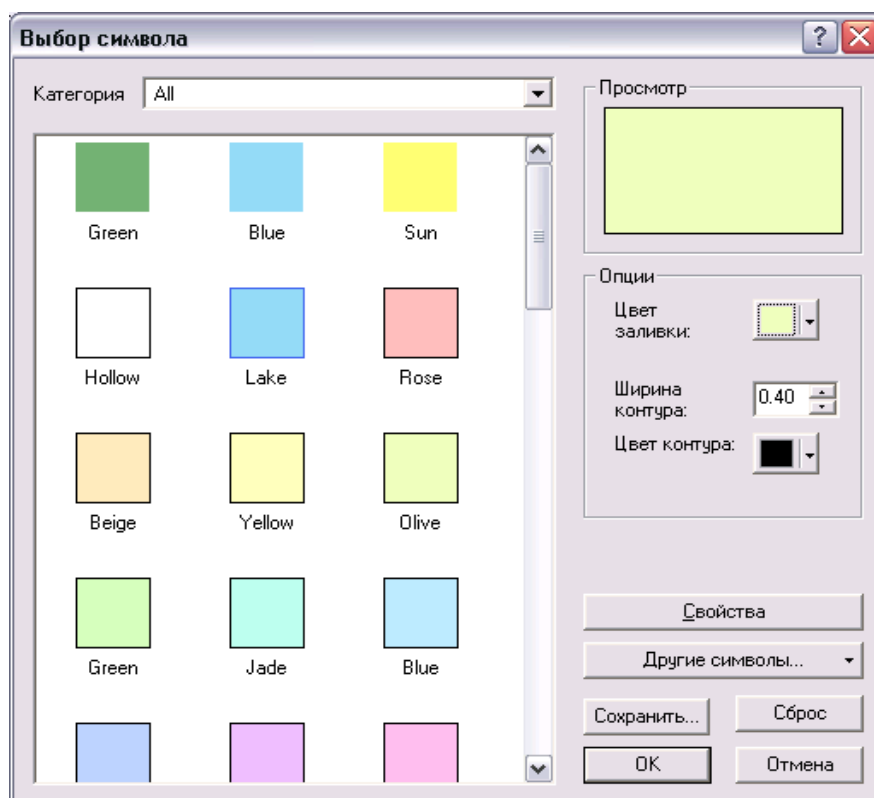 Выбор символа
Категория All
Green Blue Sun
Hollow Lake Rose
Beige Yellow Olive
Green Jade Blue
Просмотр
Опции
Цвет
заливки:
Ширина
контура:
0.40
Цвет контура:
Свойства
Другие символы...
Сохранить... Сброс
OK Отмена